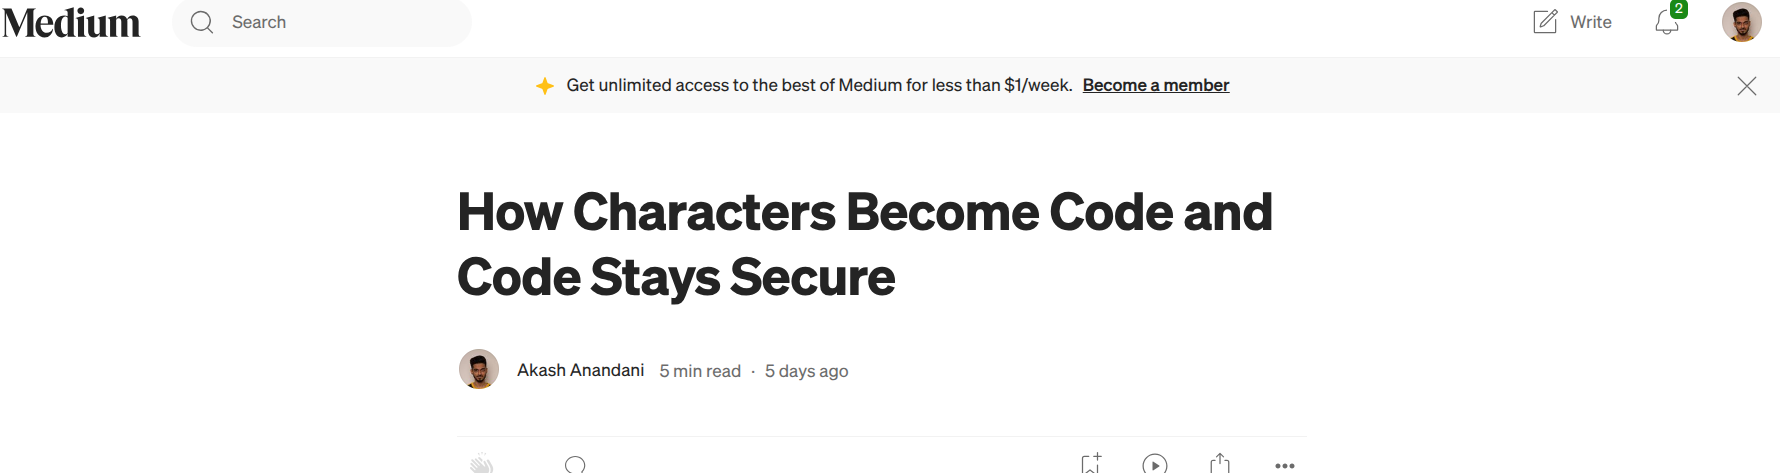 Medium
Search
Write
2
Get unlimited access to the best of Medium for less than $1/week. Become a member
How Characters Become Code and
Code Stays Secure
Akash Anandani 5 min read · 5 days ago